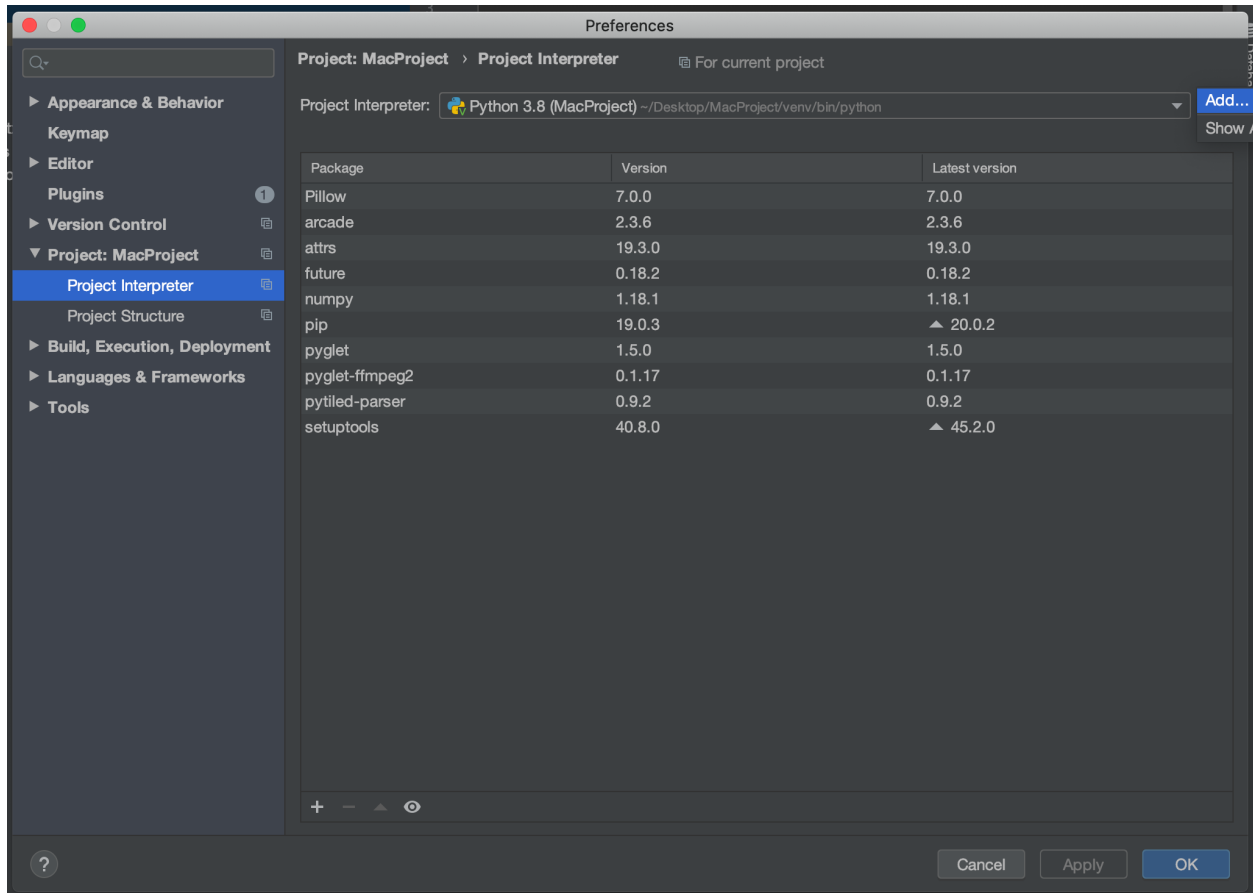 Preferences
Project: MacProject › Project Interpreter For current project
Project Interpreter: Python 3.8 (MacProject) ~/Desktop/MacProject/venv/bin/python
Add...
Show
Appearance & Behavior
Keymap
Editor
Plugins 1
Version Control
Project: MacProject
Project Interpreter
Project Structure
Build, Execution, Deployment
Languages & Frameworks
Tools
Package Version Latest version
Pillow 7.0.0 7.0.0
arcade 2.3.6 2.3.6
attrs 19.3.0 19.3.0
future 0.18.2 0.18.2
numpy 1.18.1 1.18.1
pip 19.0.3 20.0.2
pyglet 1.5.0 1.5.0
pyglet-ffmpeg2 0.1.17 0.1.17
pytiled-parser 0.9.2 0.9.2
setuptools 40.8.0 45.2.0
? Cancel Apply OK